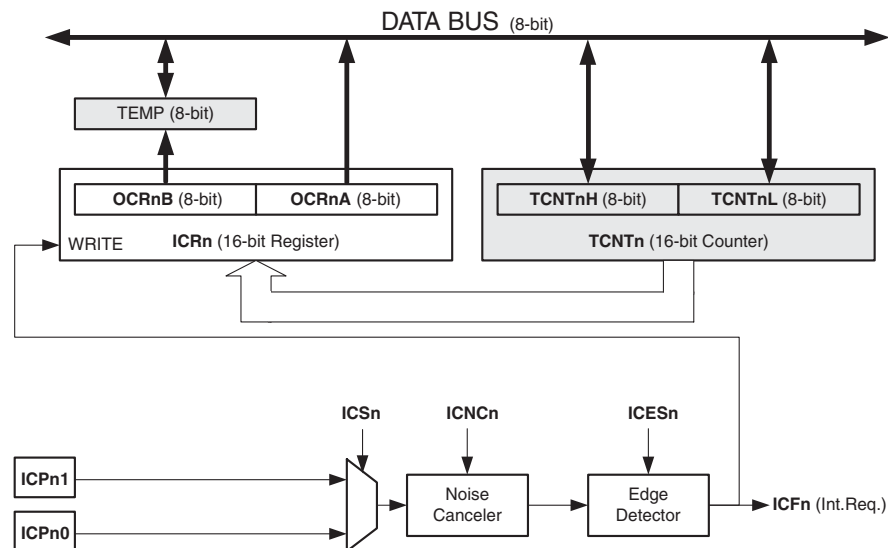 DATA BUS (8-bit)
TEMP (8-bit)
OCRnB (8-bit) OCRnA (8-bit)
TCNTnH (8-bit) TCNTnL (8-bit)
WRITE ICRn (16-bit Register)
TCNTn (16-bit Counter)
ICSn ICNCn ICESn
ICPn1
Noise
Canceler
Edge
Detector
ICFn (Int.Req.)
ICPn0